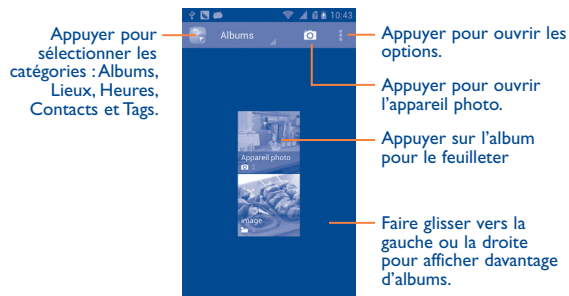 Appuyer pour
sélectionner les
catégories : Albums,
Lieux, Heures,
Contacts et Tags.
10:43
Albums
Appareil photo
2
image
Appuyer pour ouvrir les
options.
Appuyer pour ouvrir
l'appareil photo.
Appuyer sur l'album
pour le feuilleter
Faire glisser vers la
gauche ou la droite
pour afficher davantage
d'albums.